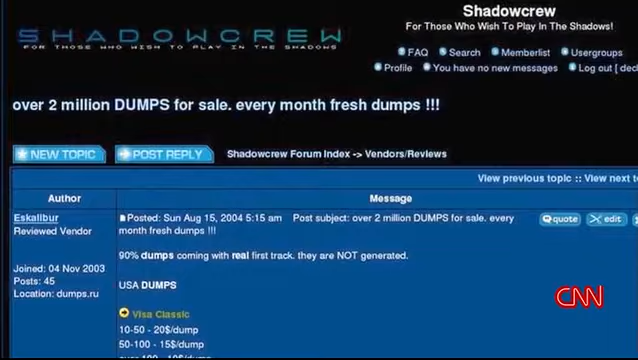 SHADOWCREW
FOR THOSE WHO WISH TO PLAY IN THE SHADOWS
Shadowcrew
For Those Who Wish To Play In The Shadows!
FAQ Search Memberlist Usergroups
Profile You have no new messages Log out [ dec
over 2 million DUMPS for sale. every month fresh dumps !!!
NEW TOPIC POST REPLY Shadowcrew Forum Index -> Vendors/Reviews
View previous topic :: View next to
Author Message
Eskalibur
Reviewed Vendor
Joined: 04 Nov 2003
Posts: 45
Location: dumps.ru
Posted: Sun Aug 15, 2004 5:15 am Post subject: over 2 million DUMPS for sale. every
month fresh dumps !!!
quote edit
90% dumps coming with real first track. they are NOT generated.
USA DUMPS
Visa Classic
10-50 - 20$/dump
50-100 - 15$/dump
over 100 - 10$/dump
CNN